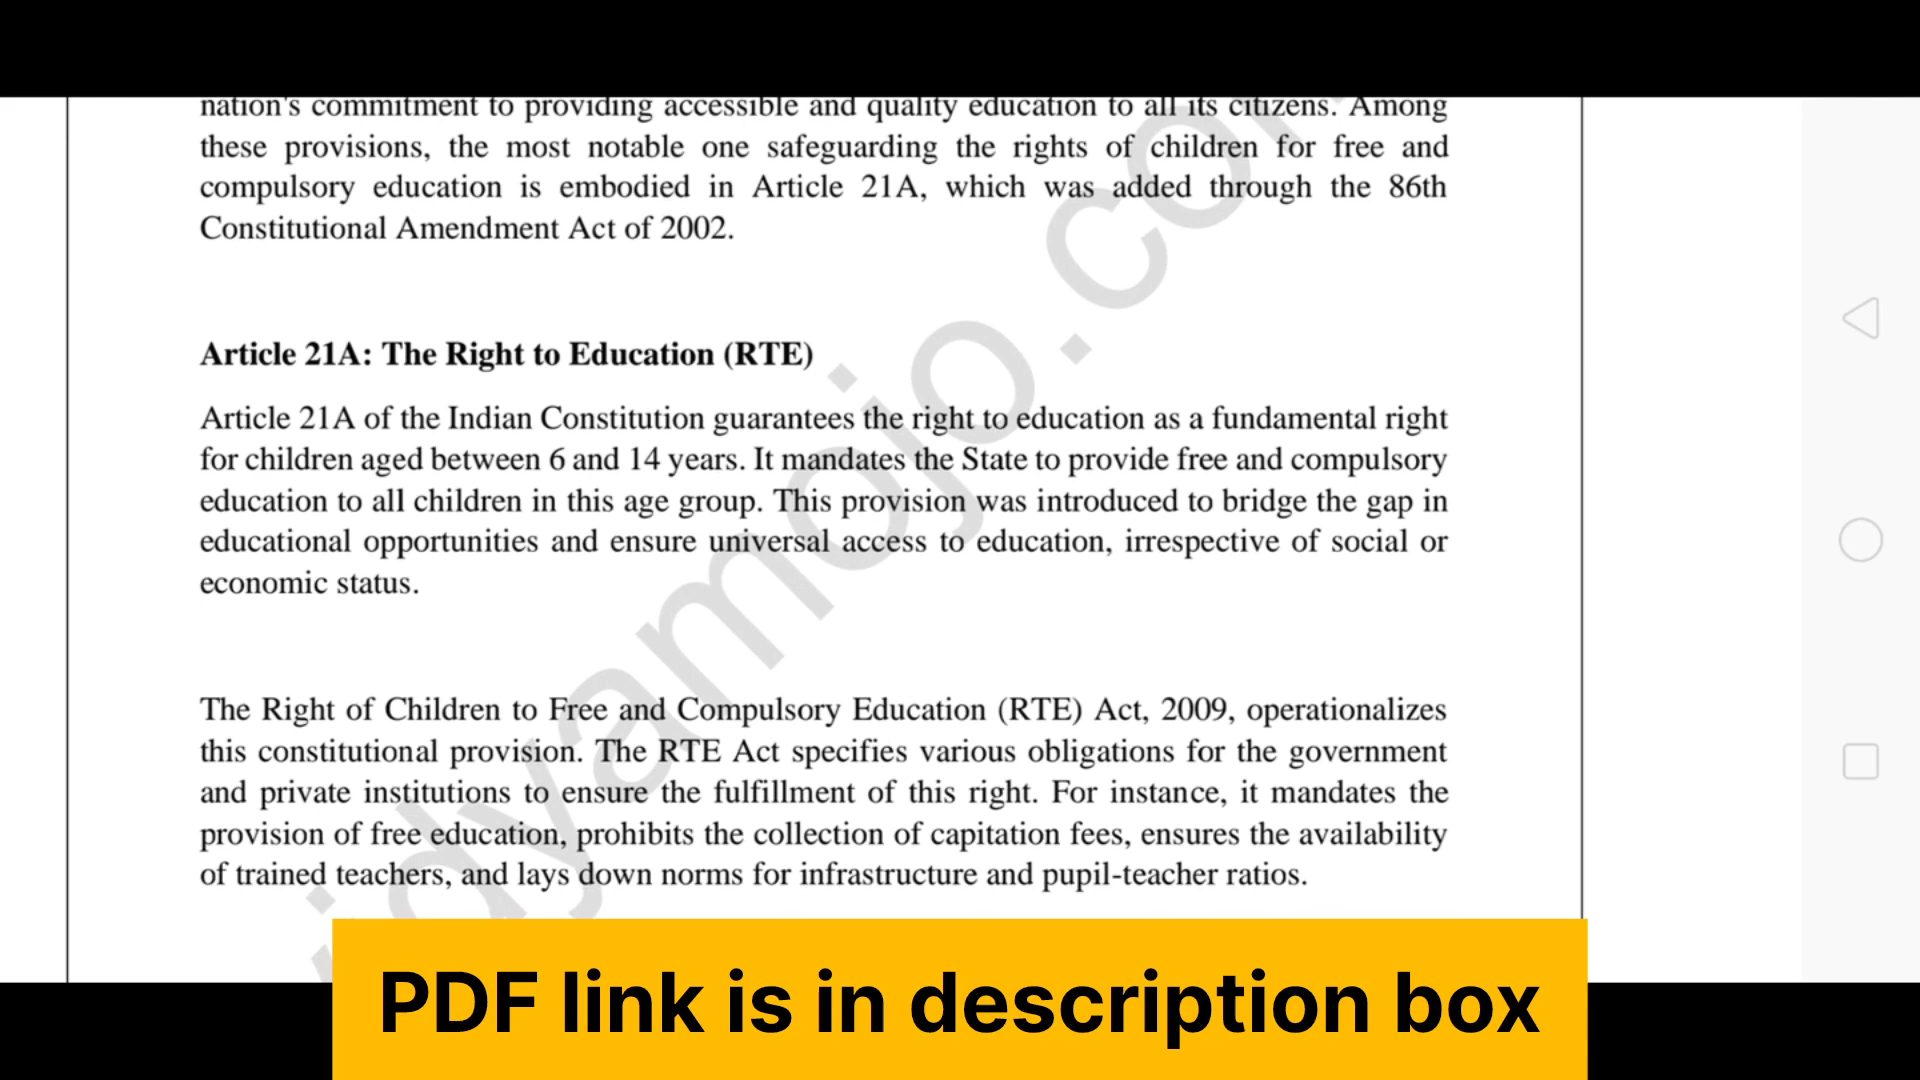 nation's commitment to providing accessible and quality education to all its citizens. Among
these provisions, the most notable one safeguarding the rights of children for free and
compulsory education is embodied in Article 21A, which was added through the 86th
Constitutional Amendment Act of 2002.
Article 21A: The Right to Education (RTE)
Article 21A of the Indian Constitution guarantees the right to education as a fundamental right
for children aged between 6 and 14 years. It mandates the State to provide free and compulsory
education to all children in this age group. This provision was introduced to bridge the gap in
educational opportunities and ensure universal access to education, irrespective of social or
economic status.
The Right of Children to Free and Compulsory Education (RTE) Act, 2009, operationalizes
this constitutional provision. The RTE Act specifies various obligations for the government
and private institutions to ensure the fulfillment of this right. For instance, it mandates the
provision of free education, prohibits the collection of capitation fees, ensures the availability
of trained teachers, and lays down norms for infrastructure and pupil-teacher ratios.
PDF link is in description box